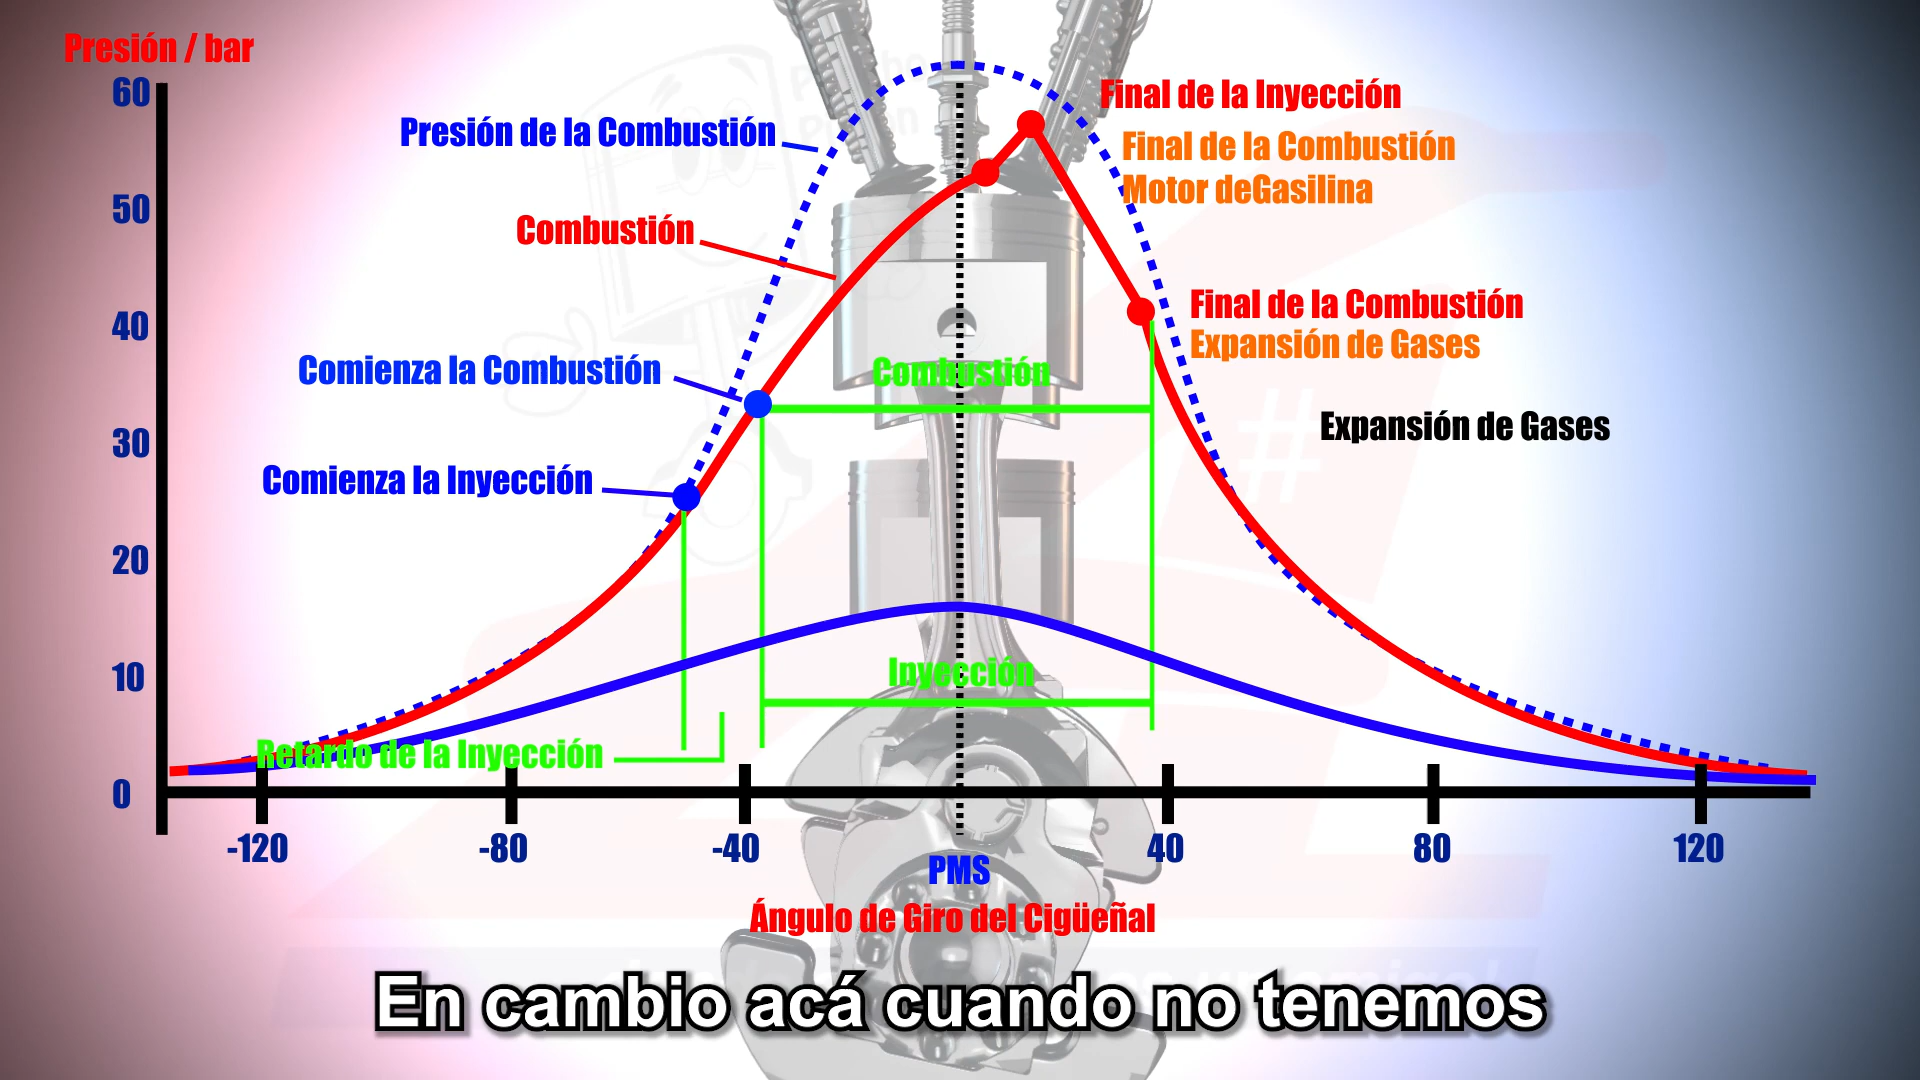 Presión / bar
60
50
40
30
20
10
0
Presión de la Combustión
Combustión
Comienza la Combustión
Comienza la Inyección
Final de la Inyección
Final de la Combustión
Motor deGasilina
Final de la Combustión
Expansión de Gases
Expansión de Gases
Combustión
Inyección
Retardo de la Inyección
-120
-80
-40
40
80
120
PMS
Ángulo de Giro del Cigüeñal
En cambio acá cuando no tenemos